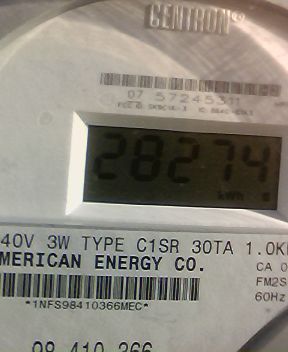 CENTRON®
07 57245311
28274
kWh
40V 3W TYPE C1SR 30TA 1.0K
MERICAN ENERGY CO.
CA 0
FM2S
60Hz
*1NFS98410366MEC*
98 410 366